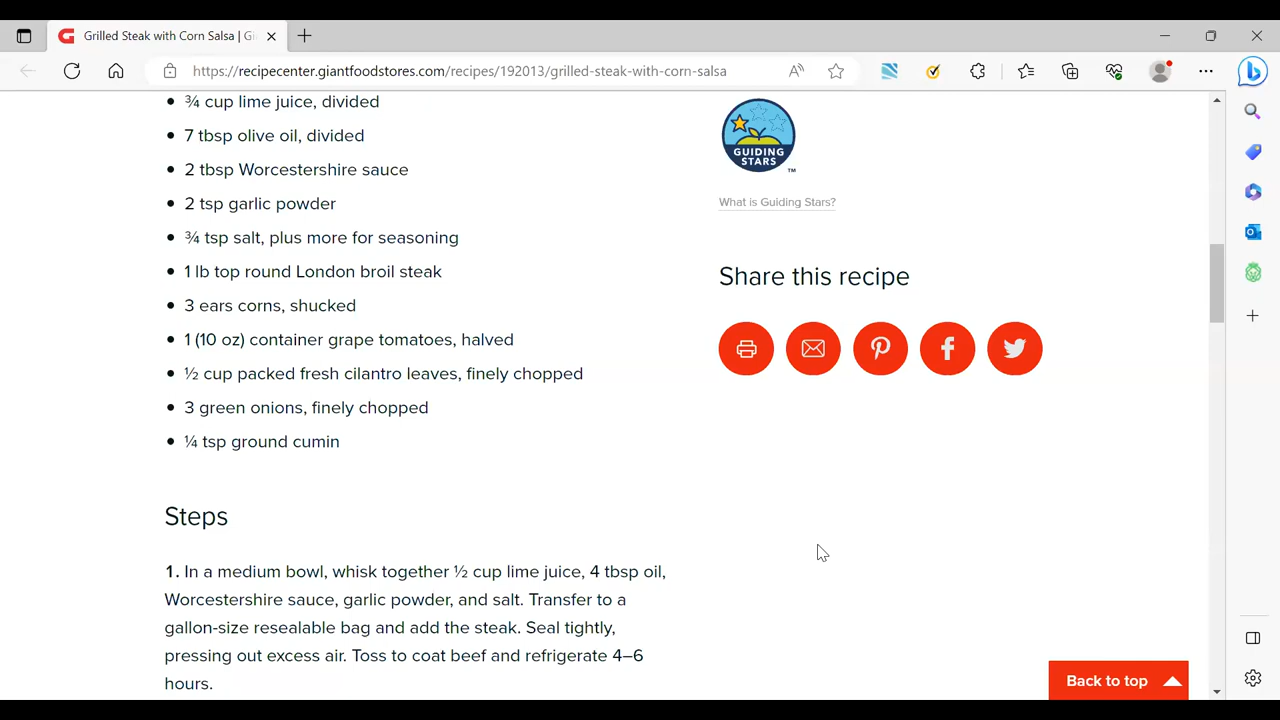 Grilled Steak with Corn Salsa | Gi
https://recipecenter.giantfoodstores.com/recipes/192013/grilled-steak-with-corn-salsa
• ¾ cup lime juice, divided
• 7 tbsp olive oil, divided
• 2 tbsp Worcestershire sauce
• 2 tsp garlic powder
• ¾ tsp salt, plus more for seasoning
• 1 lb top round London broil steak
• 3 ears corns, shucked
• 1 (10 oz) container grape tomatoes, halved
• ½ cup packed fresh cilantro leaves, finely chopped
• 3 green onions, finely chopped
• ¼ tsp ground cumin
Steps
1. In a medium bowl, whisk together ½ cup lime juice, 4 tbsp oil,
Worcestershire sauce, garlic powder, and salt. Transfer to a
gallon-size resealable bag and add the steak. Seal tightly,
pressing out excess air. Toss to coat beef and refrigerate 4–6
hours.
GUIDING
STARS
TM
What is Guiding Stars?
Share this recipe
Back to top